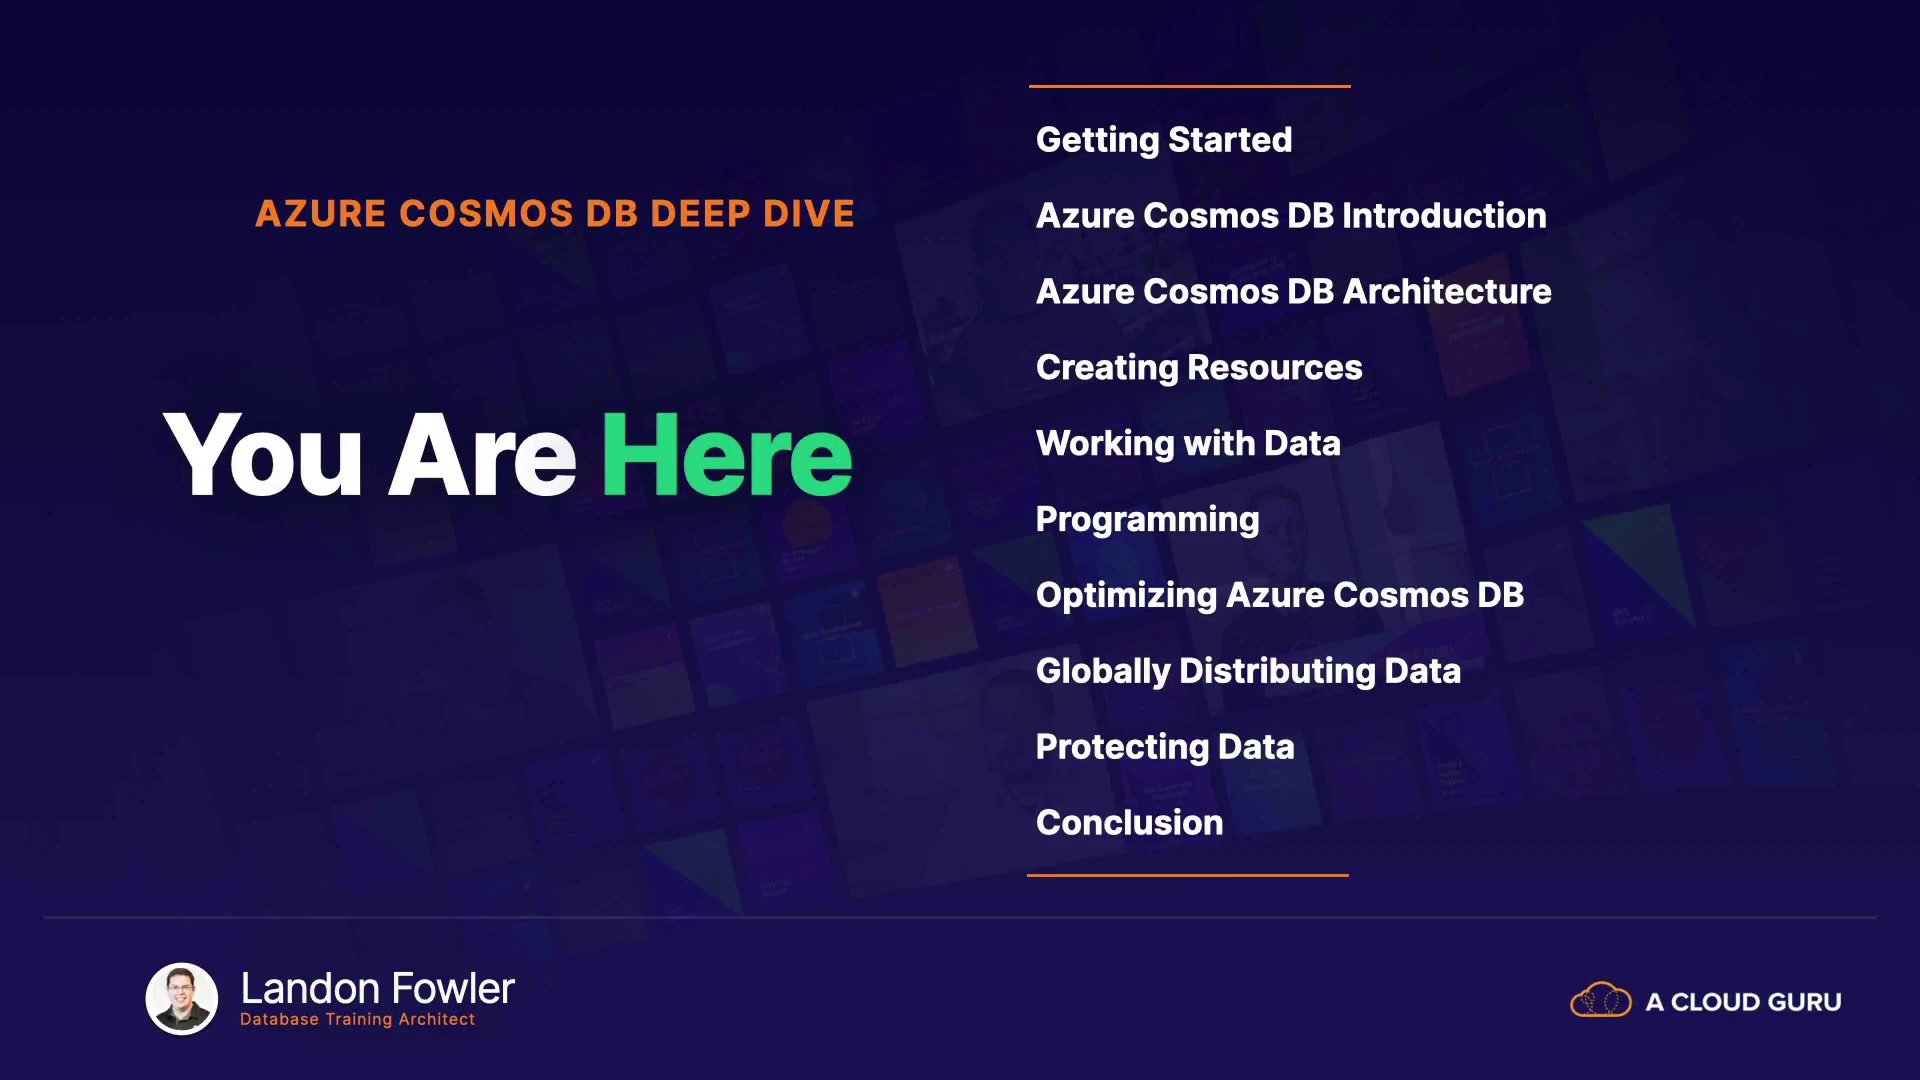 AZURE COSMOS DB DEEP DIVE
You Are Here
Getting Started
Azure Cosmos DB Introduction
Azure Cosmos DB Architecture
Creating Resources
Working with Data
Programming
Optimizing Azure Cosmos DB
Globally Distributing Data
Protecting Data
Conclusion
Landon Fowler
Database Training Architect
A CLOUD GURU